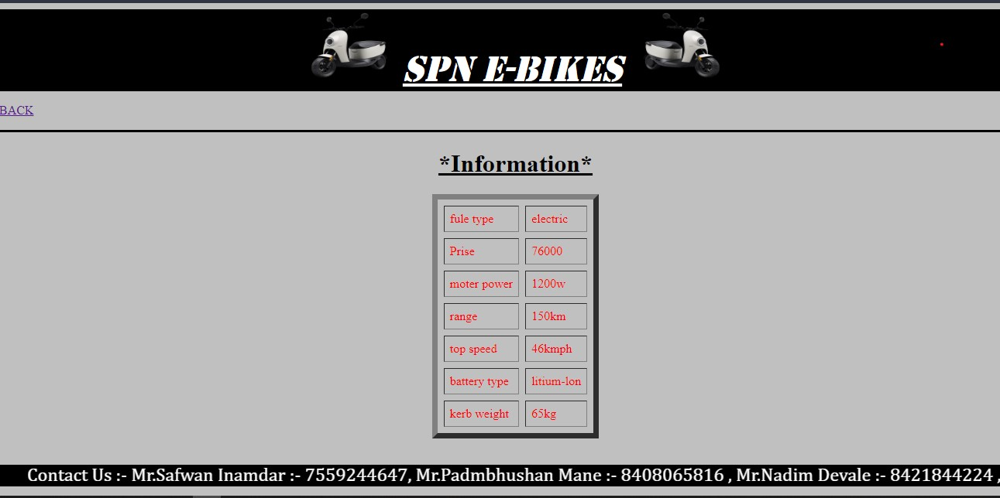 SPN E-BIKES
BACK
*Information*
fule type electric
Prise 76000
moter power 1200w
range 150km
top speed 46kmph
battery type litium-lon
kerb weight 65kg
Contact Us :- Mr.Safwan Inamdar :- 7559244647, Mr.Padmbhushan Mane :- 8408065816 , Mr.Nadim Devale :- 8421844224 ,